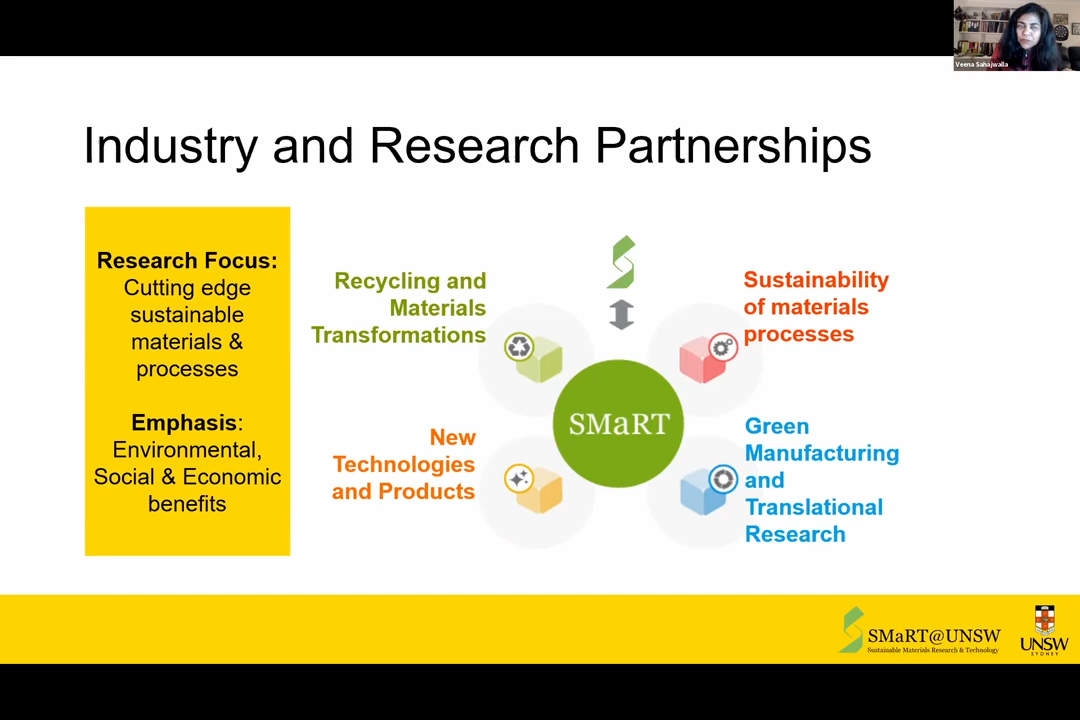 Veena Sahajwalla
Industry and Research Partnerships
Research Focus:
Cutting edge
sustainable
materials &
processes
Emphasis:
Environmental,
Social & Economic
benefits
Recycling and
Materials
Transformations
Sustainability
of materials
processes
SMaRT
New
Technologies
and Products
Green
Manufacturing
and
Translational
Research
SMaRT@UNSW
Sustainable Materials Research & Technology
UNSW
SYDNEY